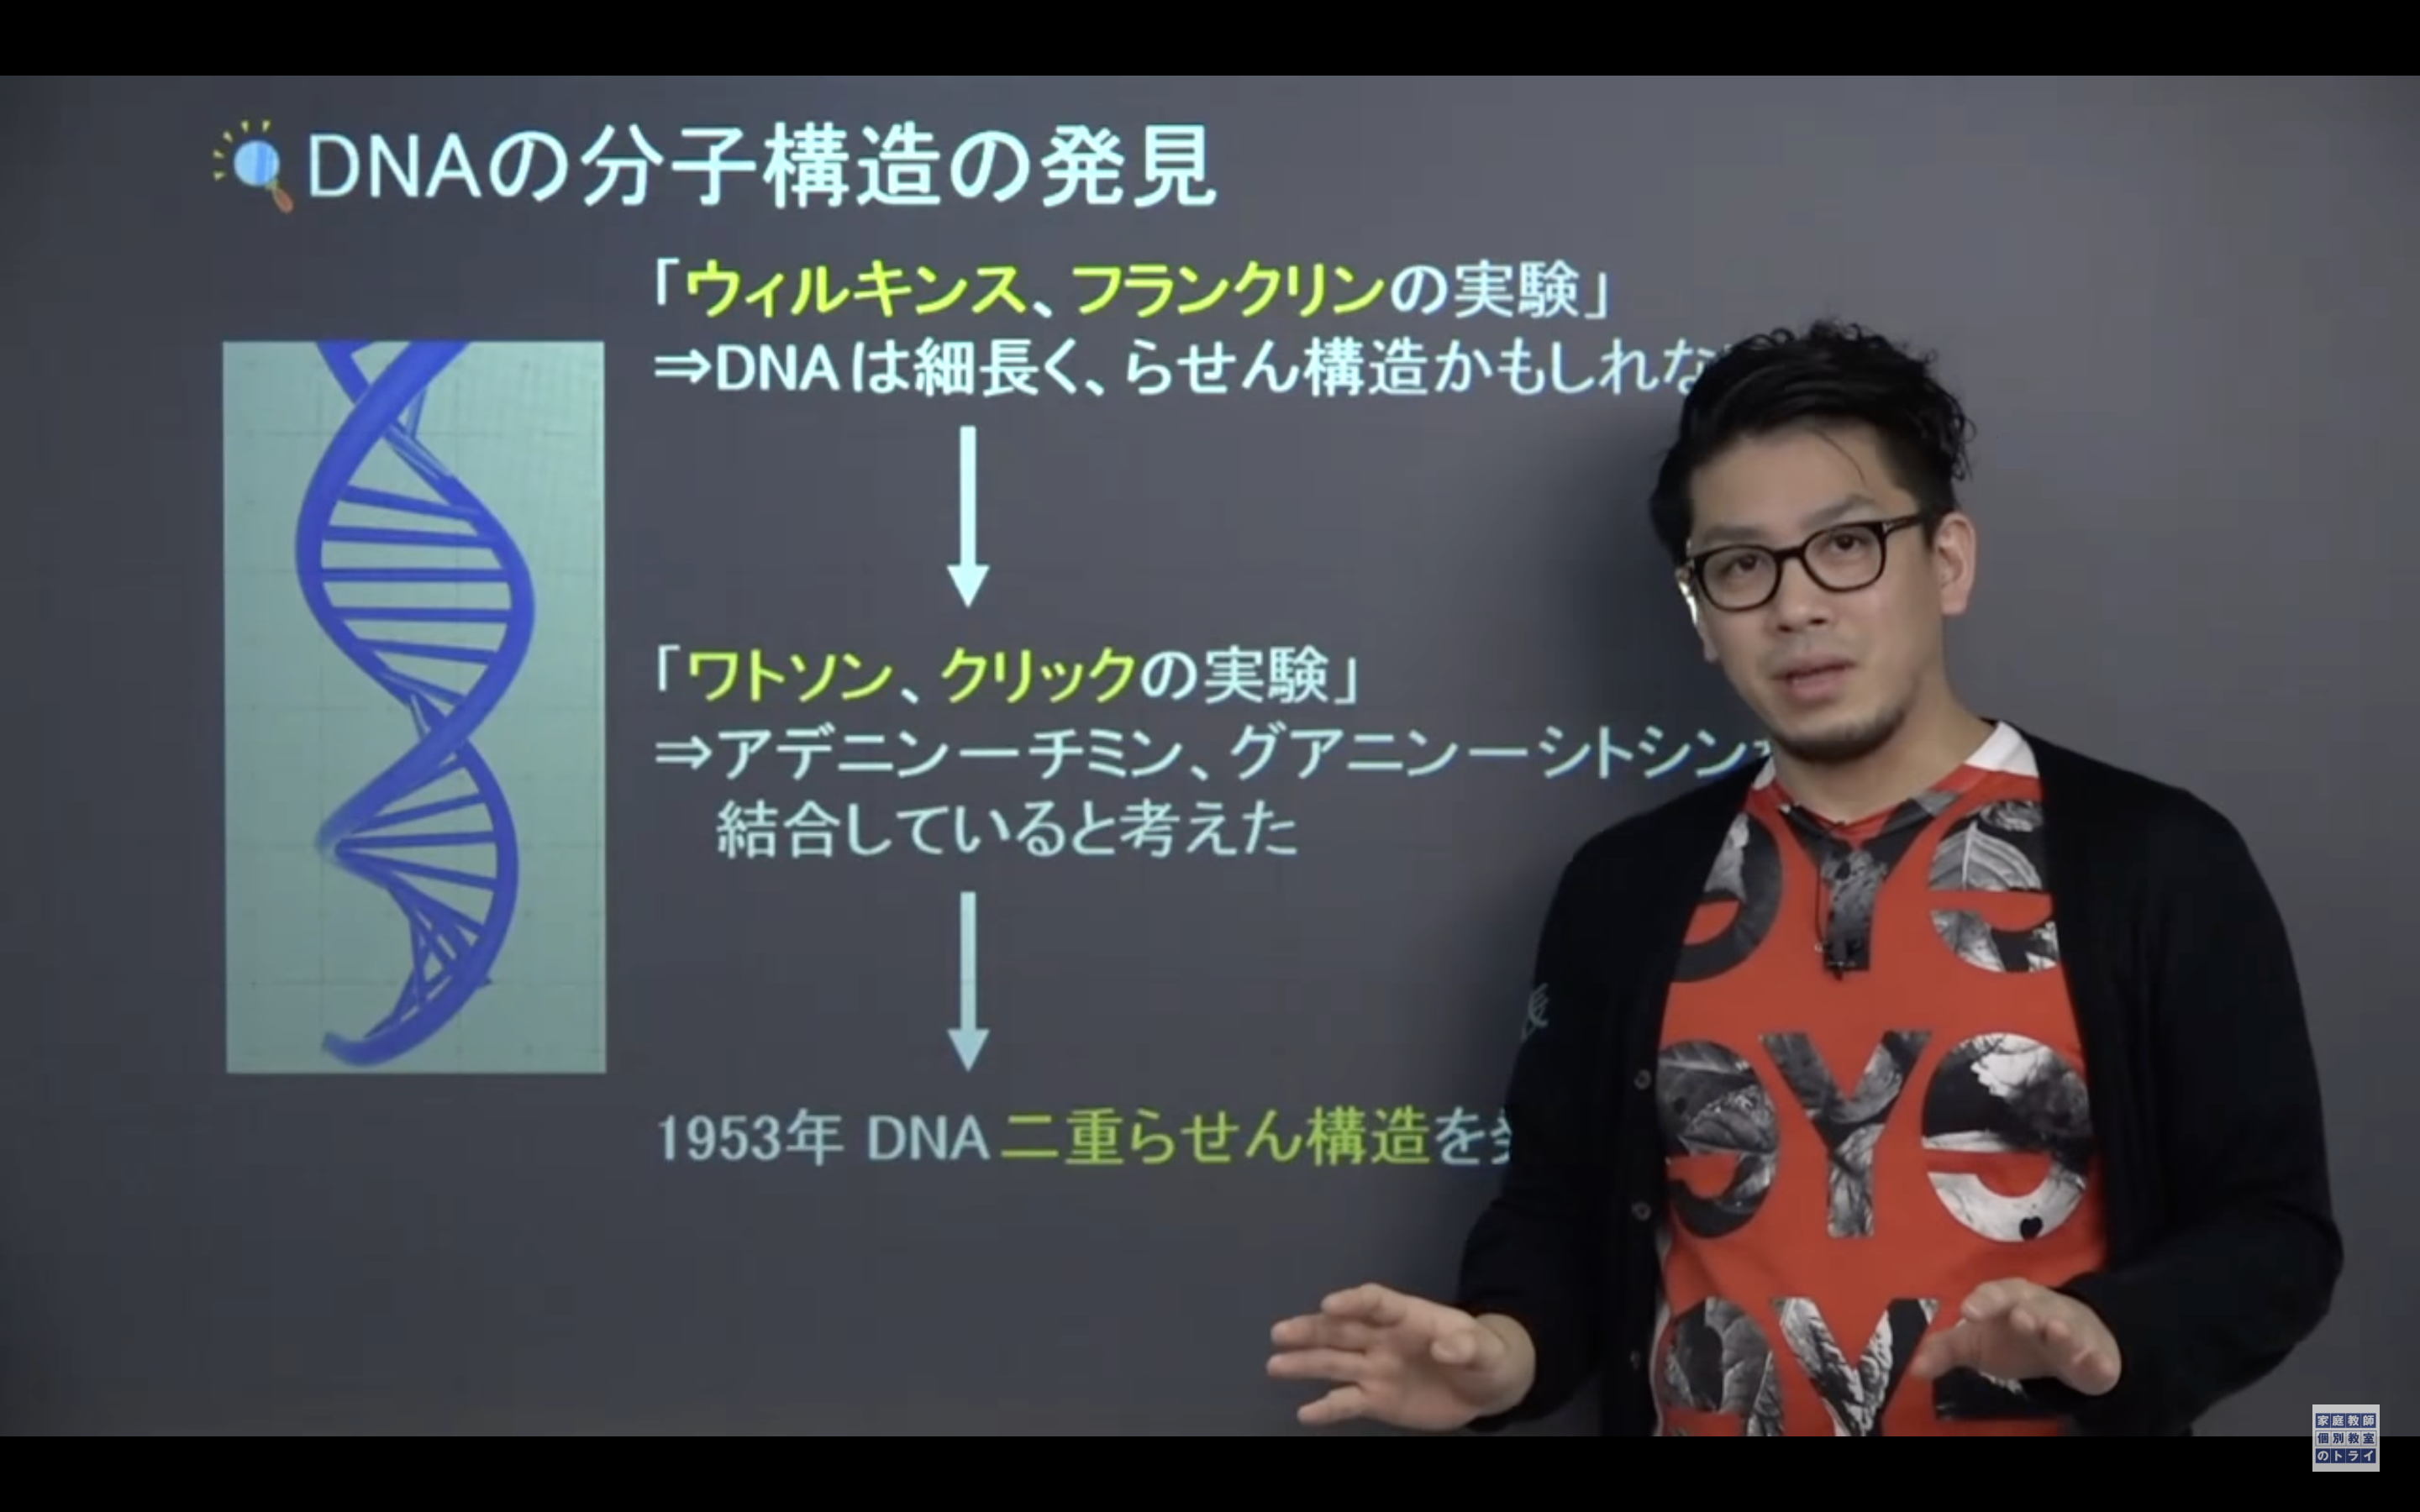 DNAの分子構造の発見
「ウィルキンス、フランクリンの実験」
⇒DNAは細長く、らせん構造かもしれな
「ワトソン、クリックの実験」
⇒アデニンーチミン、グアニンーシトシン
結合していると考えた
1953年 DNA二重らせん構造を
家庭教師
個別教室
のトライ